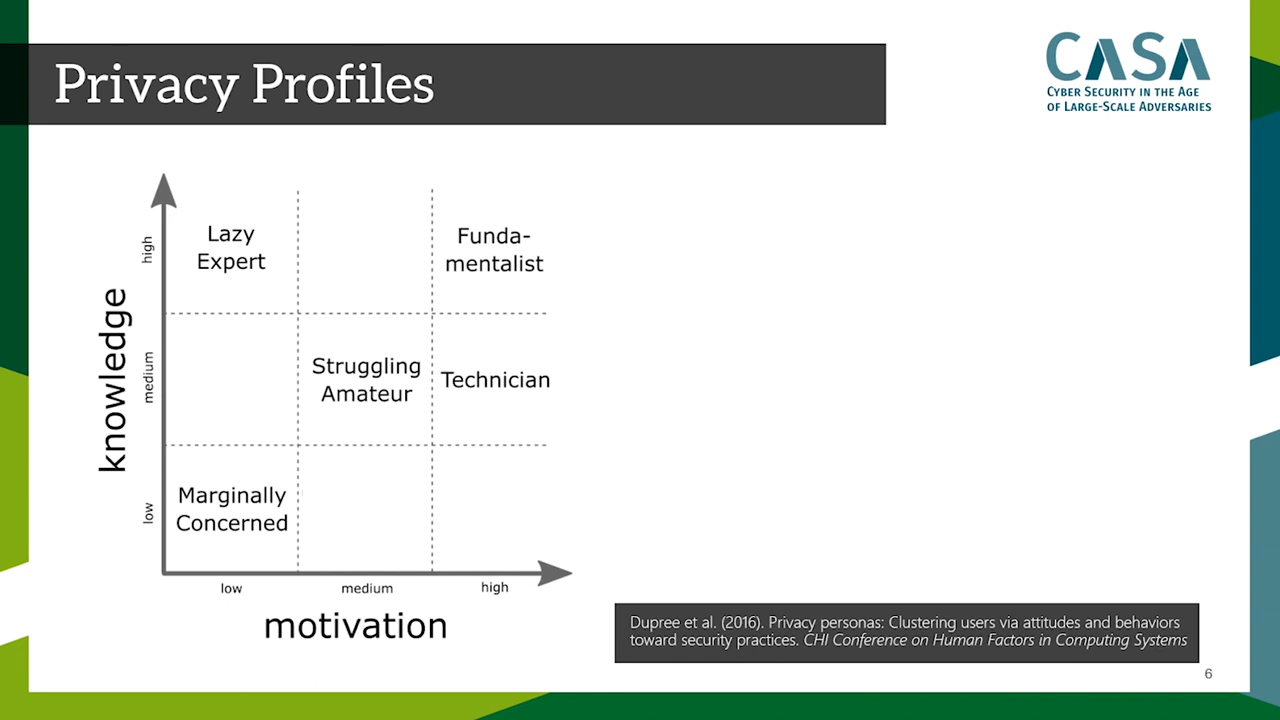 Privacy Profiles
CASA
CYBER SECURITY IN THE AGE
OF LARGE-SCALE ADVERSARIES
knowledge
high
medium
low
Lazy
Expert
Funda-
mentalist
Struggling
Amateur
Technician
Marginally
Concerned
low
medium
high
motivation
Dupree et al. (2016). Privacy personas: Clustering users via attitudes and behaviors
toward security practices. CHI Conference on Human Factors in Computing Systems
6